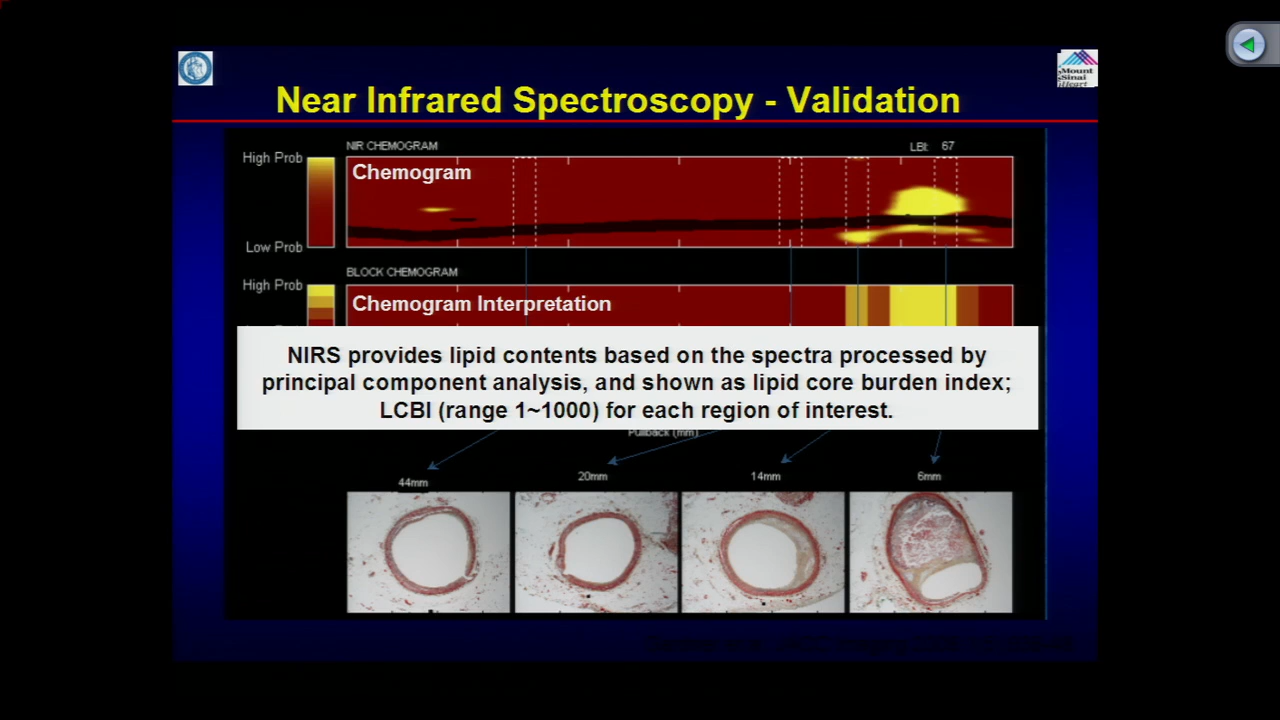 Mount
Sinai
Heart
Near Infrared Spectroscopy - Validation
NIR CHEMOGRAM
LBI: 67
High Prob
Chemogram
Low Prob
BLOCK CHEMOGRAM
High Prob
Chemogram Interpretation
NIRS provides lipid contents based on the spectra processed by
principal component analysis, and shown as lipid core burden index;
LCBI (range 1~1000) for each region of interest.
Pullback (mm)
44mm
20mm
14mm
6mm